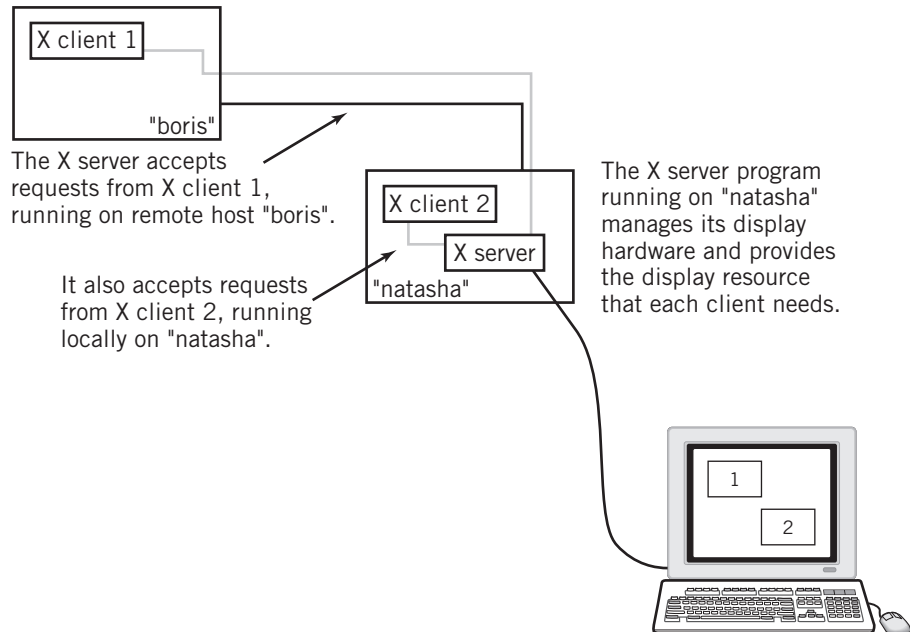 X client 1
"boris"
The X server accepts
requests from X client 1,
running on remote host "boris".
X client 2
X server
"natasha"
The X server program
running on "natasha"
manages its display
hardware and provides
the display resource
that each client needs.
It also accepts requests
from X client 2, running
locally on "natasha".
1
2